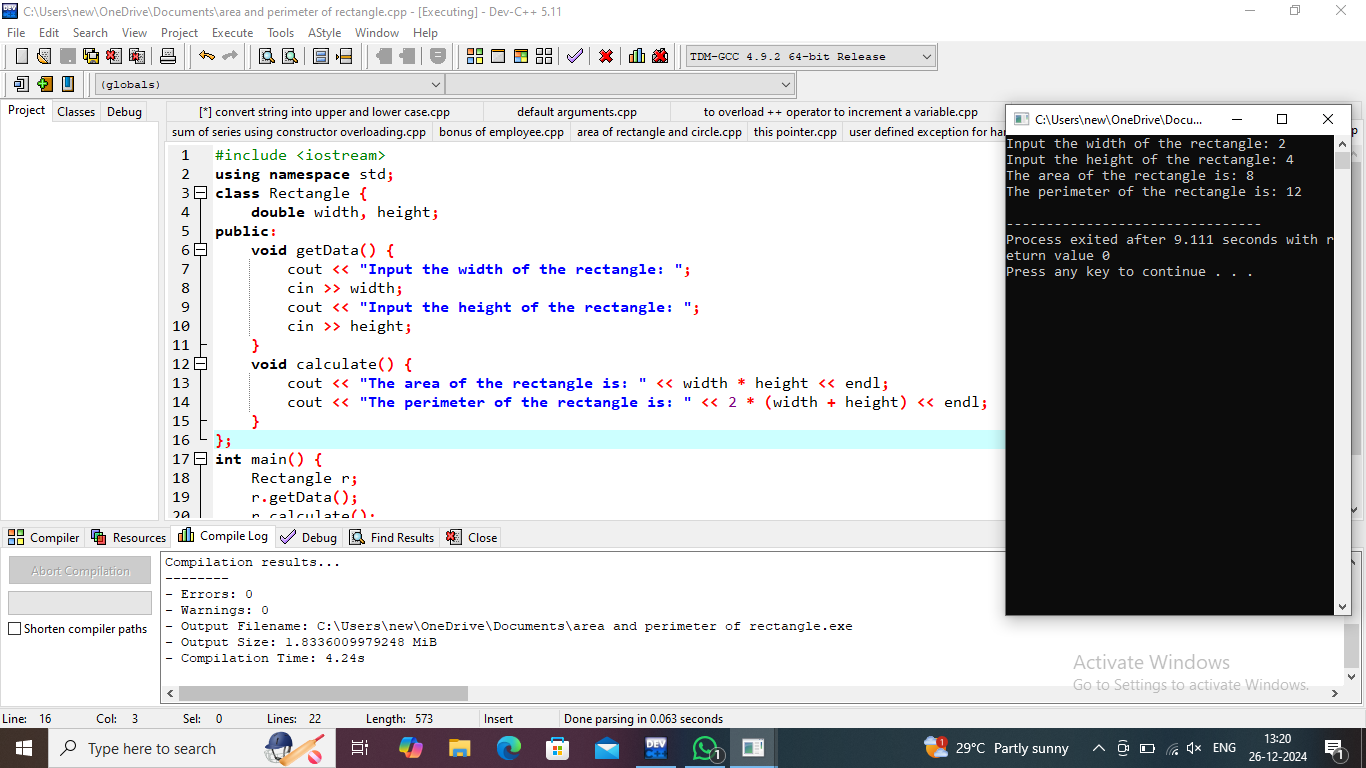 C:\Users\new\OneDrive\Documents\area and perimeter of rectangle.cpp - [Executing] - Dev-C++ 5.11
File Edit Search View Project Execute Tools AStyle Window Help
TDM-GCC 4.9.2 64-bit Release
(globals)
Project Classes Debug
[*] convert string into upper and lower case.cpp default arguments.cpp to overload ++ operator to increment a variable.cpp
sum of series using constructor overloading.cpp bonus of employee.cpp area of rectangle and circle.cpp this pointer.cpp user defined exception for
1 #include <iostream>
2 using namespace std;
3 class Rectangle {
4 double width, height;
5 public:
6 void getData() {
7 cout << "Input the width of the rectangle: ";
8 cin >> width;
9 cout << "Input the height of the rectangle: ";
10 cin >> height;
11 }
12 void calculate() {
13 cout << "The area of the rectangle is: " << width * height << endl;
14 cout << "The perimeter of the rectangle is: " << 2 * (width + height) << endl;
15 }
16 };
17 int main() {
18 Rectangle r;
19 r.getData();
20 r.calculate();
C:\Users\new\OneDrive\Docu...
Input the width of the rectangle: 2
Input the height of the rectangle: 4
The area of the rectangle is: 8
The perimeter of the rectangle is: 12
--------------------------------
Process exited after 9.111 seconds with r
eturn value 0
Press any key to continue . . .
Compiler Resources Compile Log Debug Find Results Close
Abort Compilation
Shorten compiler paths
Compilation results...
--------
- Errors: 0
- Warnings: 0
- Output Filename: C:\Users\new\OneDrive\Documents\area and perimeter of rectangle.exe
- Output Size: 1.8336009979248 MiB
- Compilation Time: 4.24s
Activate Windows
Go to Settings to activate Windows.
Line: 16 Col: 3 Sel: 0 Lines: 22 Length: 573 Insert Done parsing in 0.063 seconds
Type here to search
DEV
1
1
29°C Partly sunny
ENG
13:20
26-12-2024
1